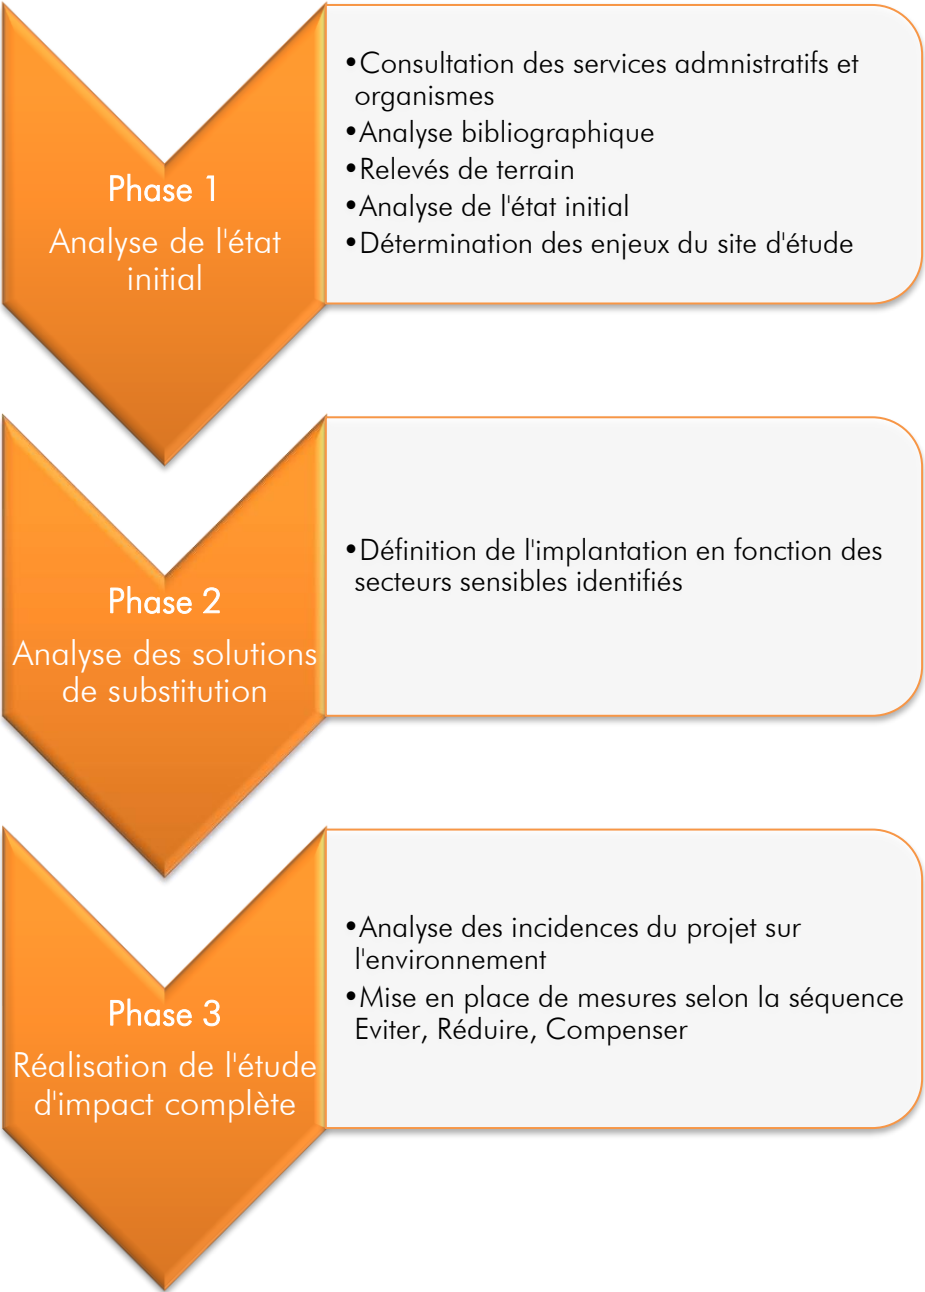 Phase 1
Analyse de l'état
initial
•Consultation des services admnistratifs et
organismes
•Analyse bibliographique
•Relevés de terrain
•Analyse de l'état initial
•Détermination des enjeux du site d'étude
Phase 2
Analyse des solutions
de substitution
•Définition de l'implantation en fonction des
secteurs sensibles identifiés
Phase 3
Réalisation de l'étude
d'impact complète
•Analyse des incidences du projet sur
l'environnement
•Mise en place de mesures selon la séquence
Eviter, Réduire, Compenser